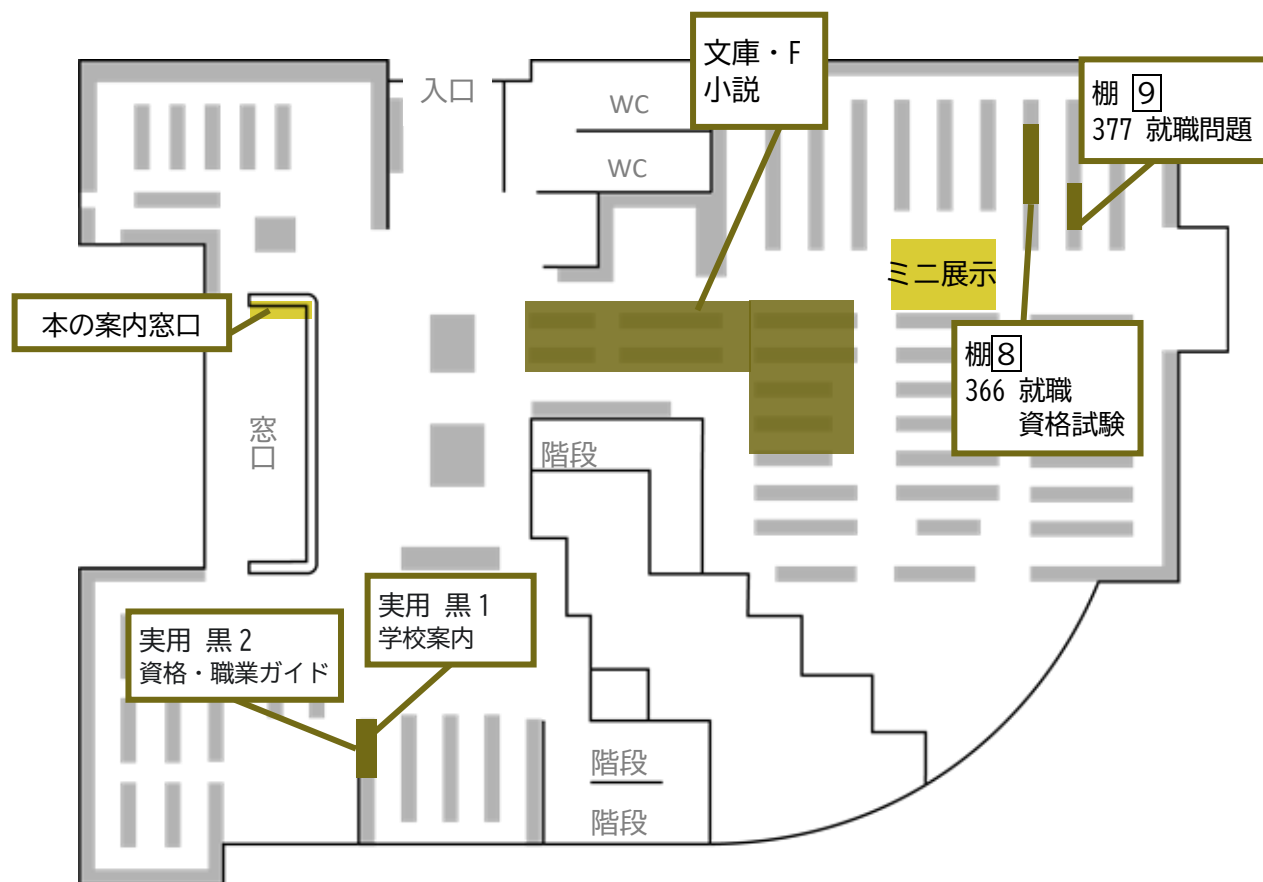 文庫・F
小説
棚 9
377 就職問題
入口
WC
WC
ミニ展示
本の案内窓口
棚8
366 就職
資格試験
窓口
階段
実用 黒1
学校案内
実用 黒2
資格・職業ガイド
階段
階段